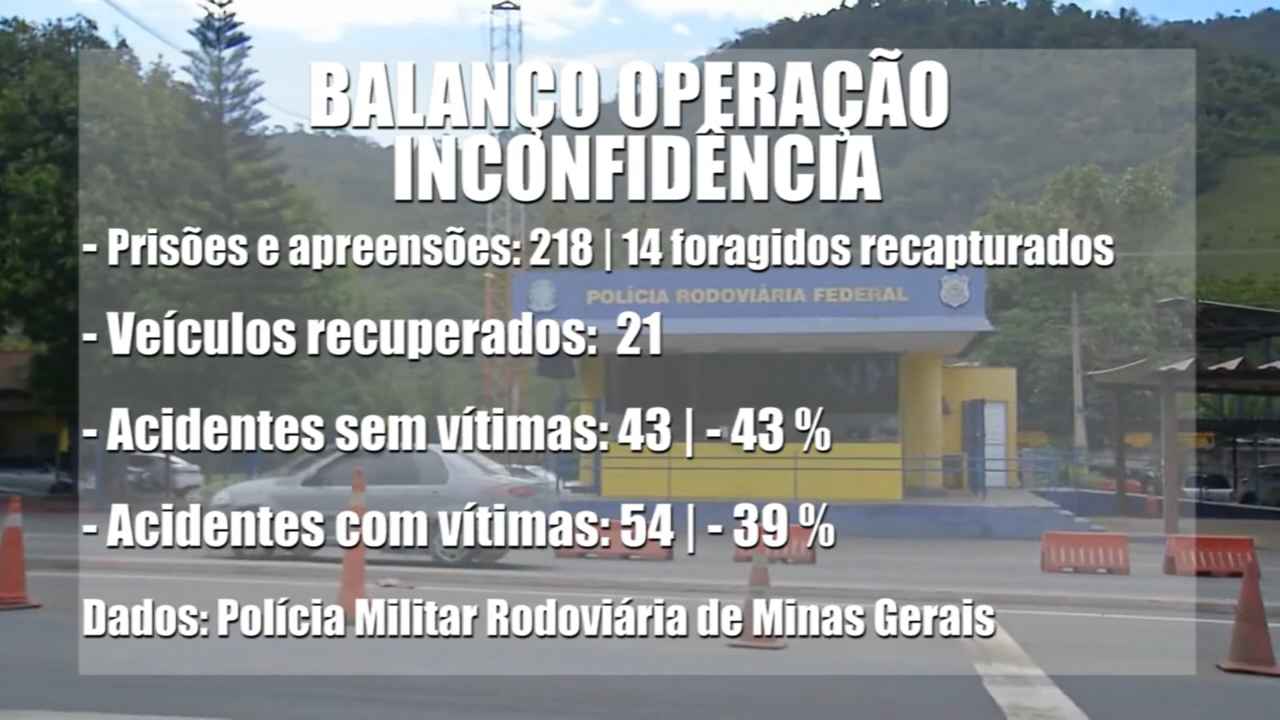 BALANÇO OPERAÇÃO
INCONFIDÊNCIA
- Prisões e apreensões: 218 | 14 foragidos recapturados
POLÍCIA RODOVIÁRIA FEDERAL
- Veículos recuperados: 21
- Acidentes sem vítimas: 43 | - 43 %
- Acidentes com vítimas: 54 | - 39 %
Dados: Polícia Militar Rodoviária de Minas Gerais